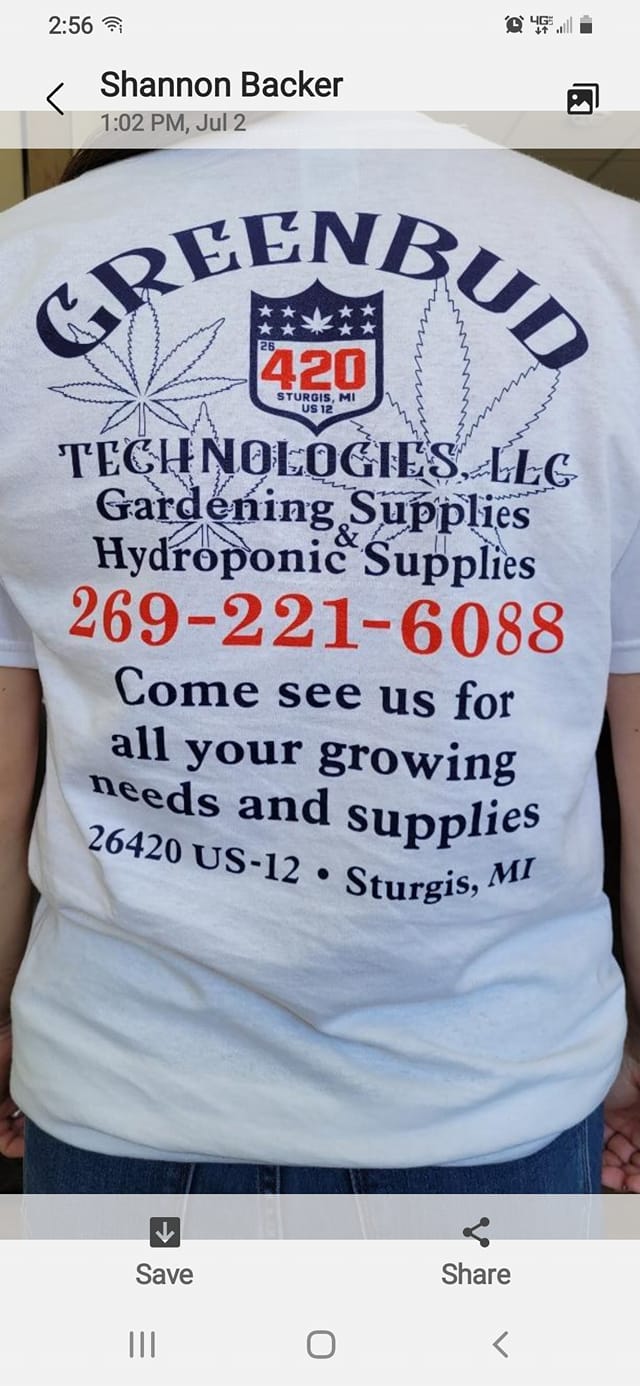 2:56
4GE
Shannon Backer
1:02 PM, Jul 2
GREENBUD
26
420
STURGIS, MI
US 12
TECHNOLOGIES, LLC
Gardening Supplies
&
Hydroponic Supplies
269-221-6088
Come see us for
all your growing
needs and supplies
26420 US-12 • Sturgis, MI
Save
Share